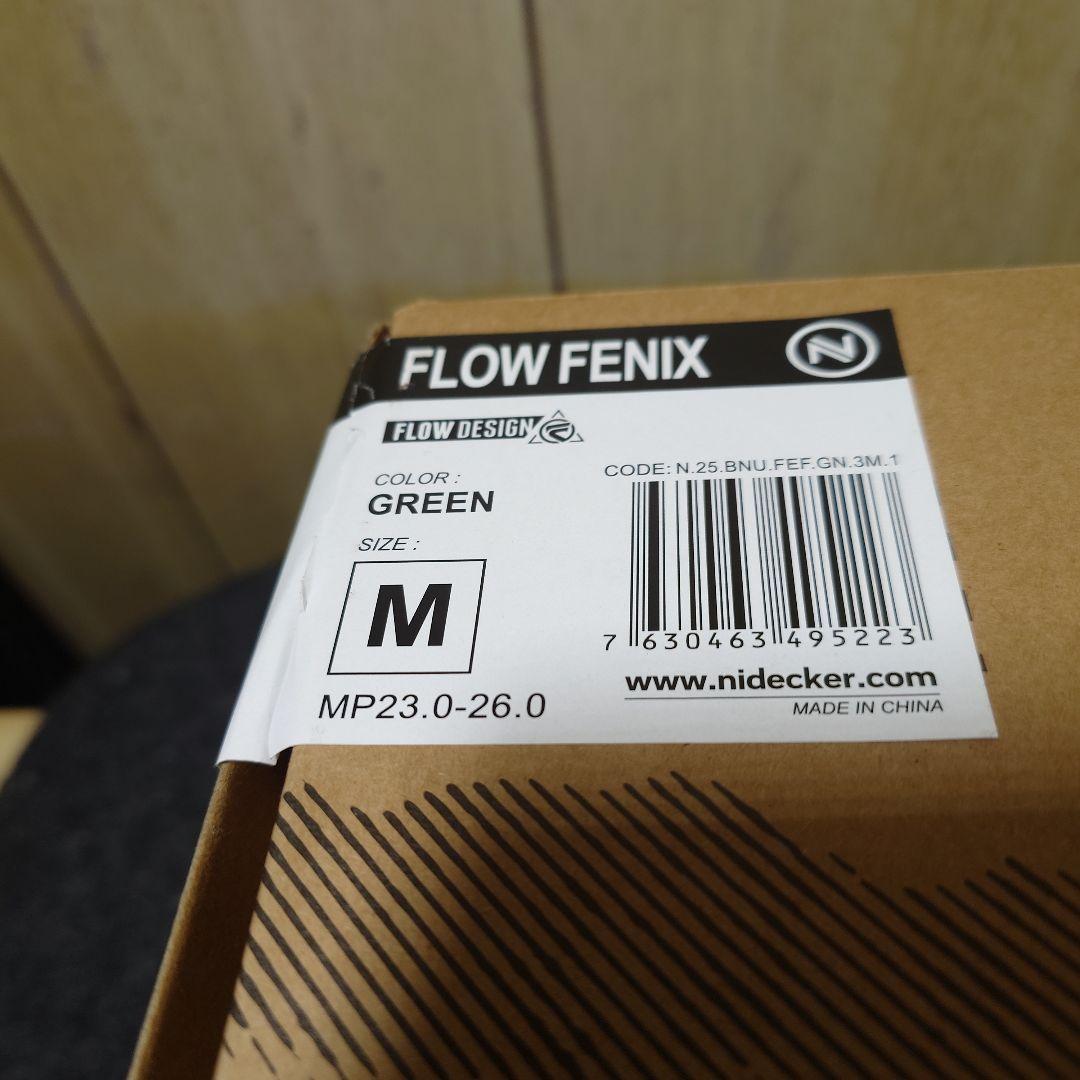 FLOW FENIX
N
FLOW DESIGN
COLOR :
GREEN
CODE: N.25.BNU.FEF.GN.3M.1
SIZE :
M
MP23.0-26.0
7 630463 495223
www.nidecker.com
MADE IN CHINA